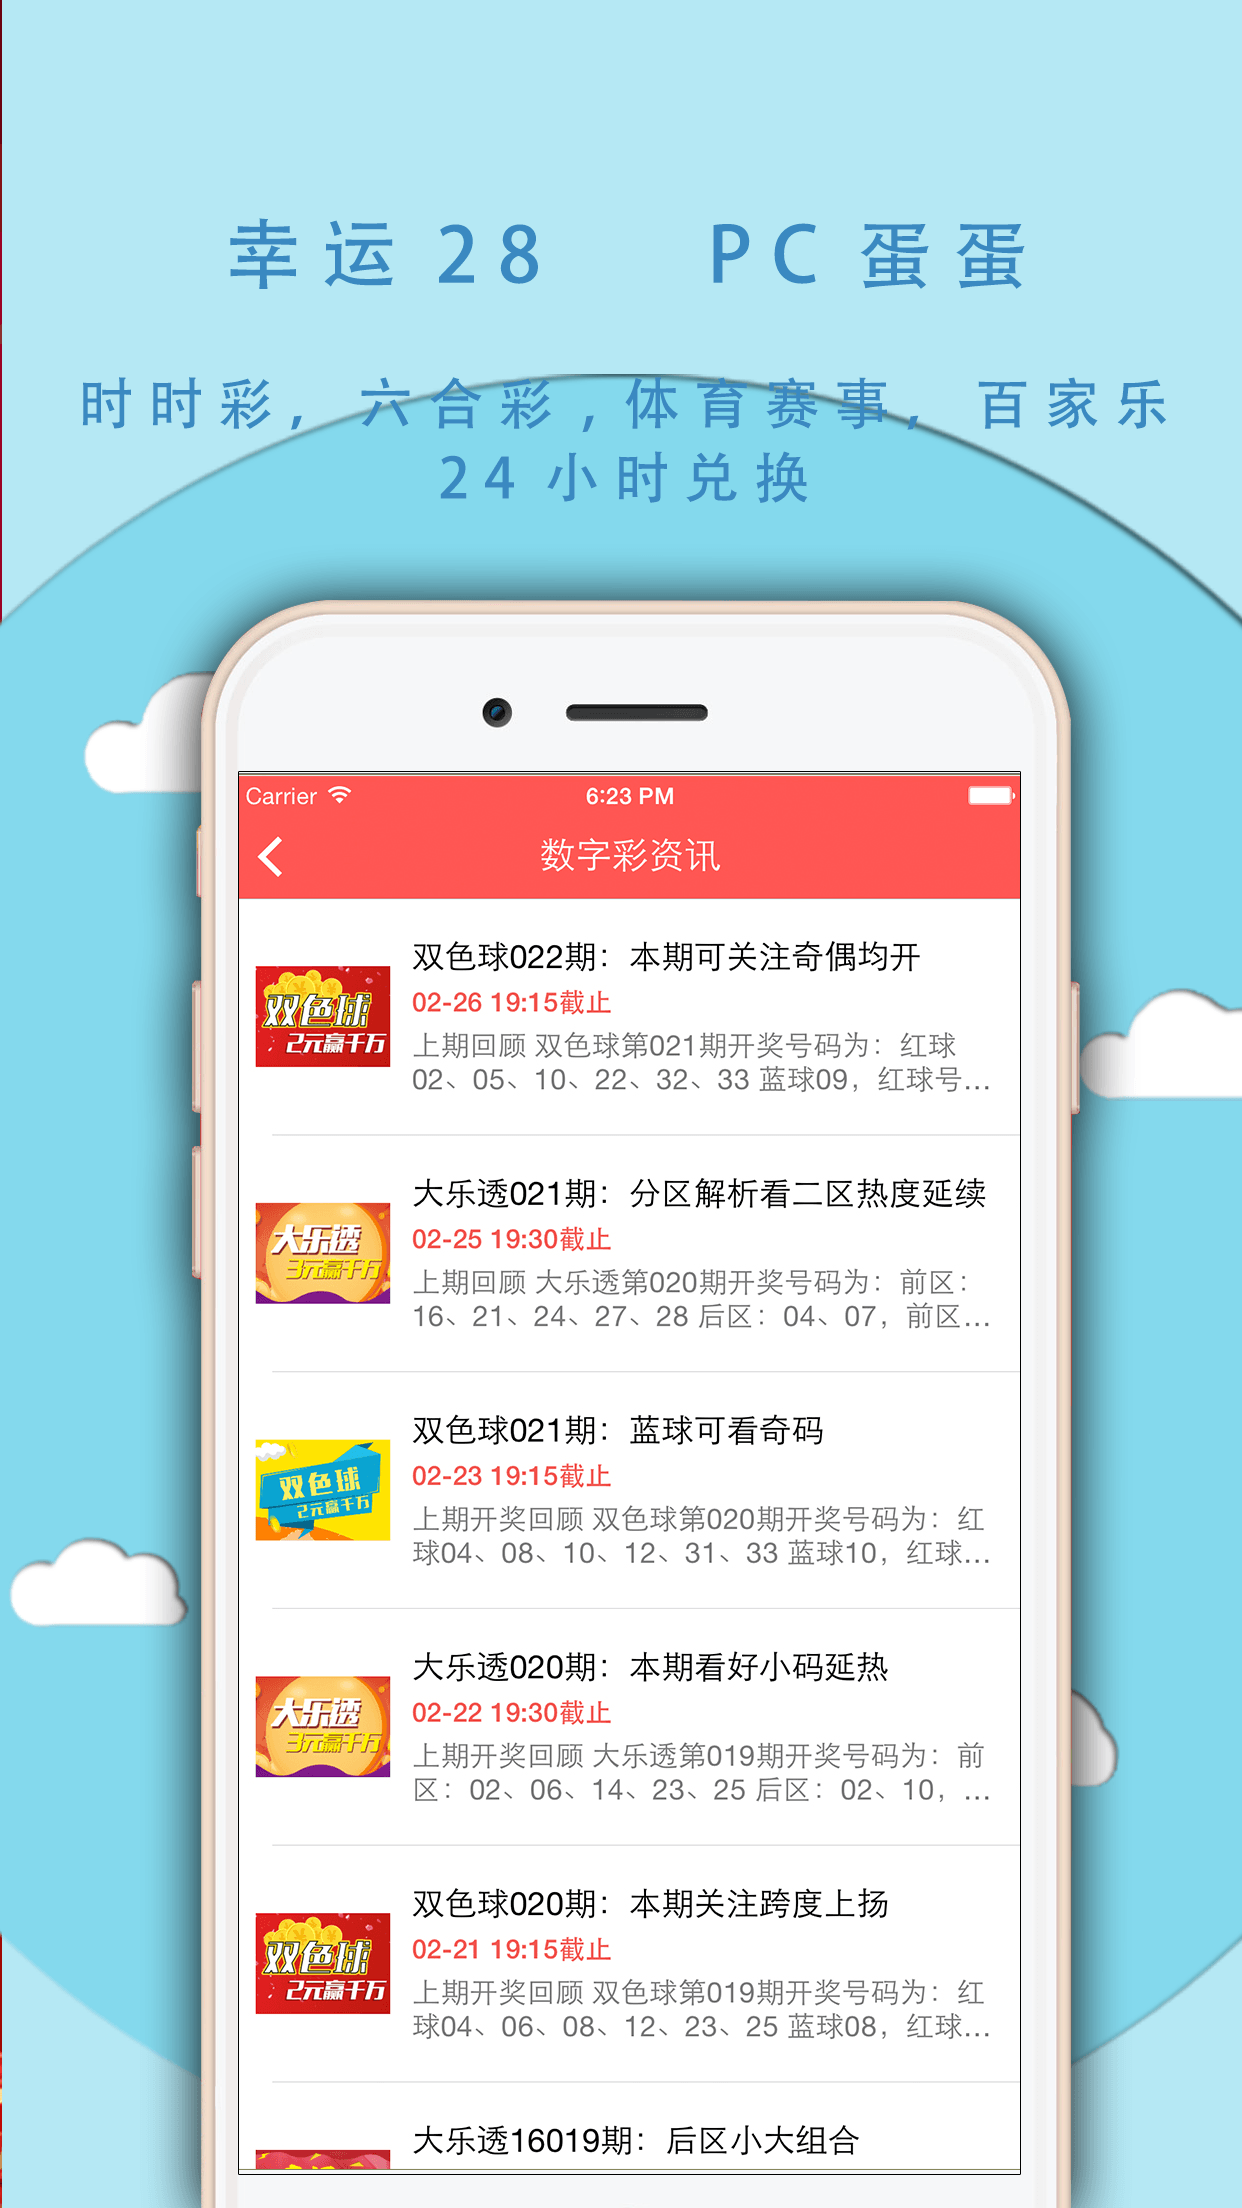 幸运28 PC蛋蛋
时时彩，六合彩，体育赛事，百家乐
24小时兑换
Carrier 6:23 PM
数字彩资讯
双色球022期：本期可关注奇偶均开
02-26 19:15截止
上期回顾 双色球第021期开奖号码为：红球
02、05、10、22、32、33 蓝球09，红球号...
双色球
2元赢千万
大乐透021期：分区解析看二区热度延续
02-25 19:30截止
上期回顾 大乐透第020期开奖号码为：前区：
16、21、24、27、28 后区：04、07，前区...
大乐透
3元赢千万
双色球021期：蓝球可看奇码
02-23 19:15截止
上期开奖回顾 双色球第020期开奖号码为：红
球04、08、10、12、31、33 蓝球10，红球...
双色球
2元赢千万
大乐透020期：本期看好小码延热
02-22 19:30截止
上期开奖回顾 大乐透第019期开奖号码为：前
区：02、06、14、23、25 后区：02、10，...
大乐透
3元赢千万
双色球020期：本期关注跨度上扬
02-21 19:15截止
上期开奖回顾 双色球第019期开奖号码为：红
球04、06、08、12、23、25 蓝球08，红球...
双色球
2元赢千万
大乐透16019期：后区小大组合